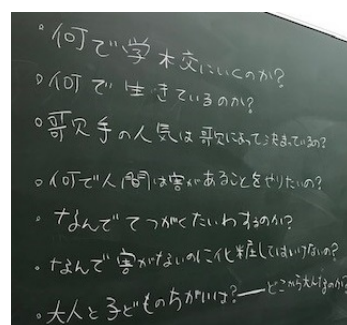 ・何で学校にいくのか?
・何で生きているのか?
・歌手の人気は歌によって決まっているの?
・何で人間は害があることをやりたいの?
・なんでてつがくたいわするのか?
・なんで害がないのに化粧してはいけないの?
・大人と子どものちがいは?ーどこから大人なのか?